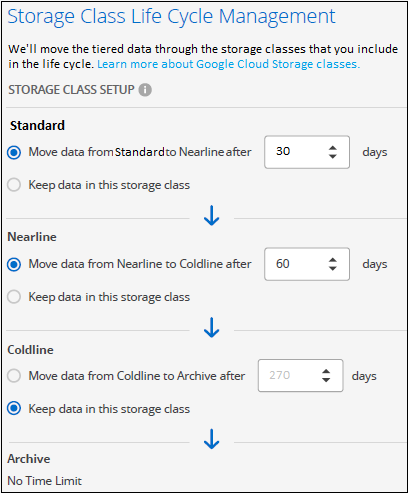 Storage Class Life Cycle Management
We'll move the tiered data through the storage classes that you include
in the life cycle. Learn more about Google Cloud Storage classes.
STORAGE CLASS SETUP i
Standard
Move data from Standard to Nearline after 30 days
Keep data in this storage class
Nearline
Move data from Nearline to Coldline after 60 days
Keep data in this storage class
Coldline
Move data from Coldline to Archive after 270 days
Keep data in this storage class
Archive
No Time Limit